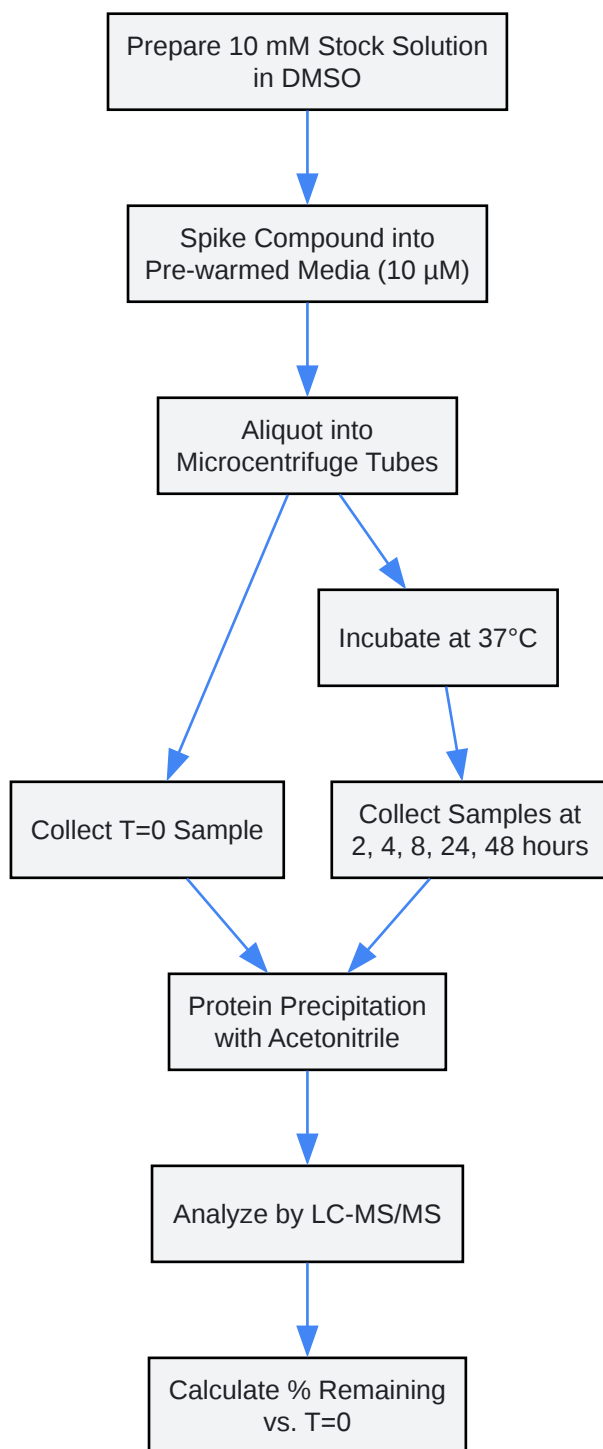 Prepare 10 mM Stock Solution
in DMSO
Spike Compound into
Pre-warmed Media (10 µM)
Aliquot into
Microcentrifuge Tubes
Incubate at 37°C
Collect T=0 Sample
Collect Samples at
2, 4, 8, 24, 48 hours
Protein Precipitation
with Acetonitrile
Analyze by LC-MS/MS
Calculate % Remaining
vs. T=0